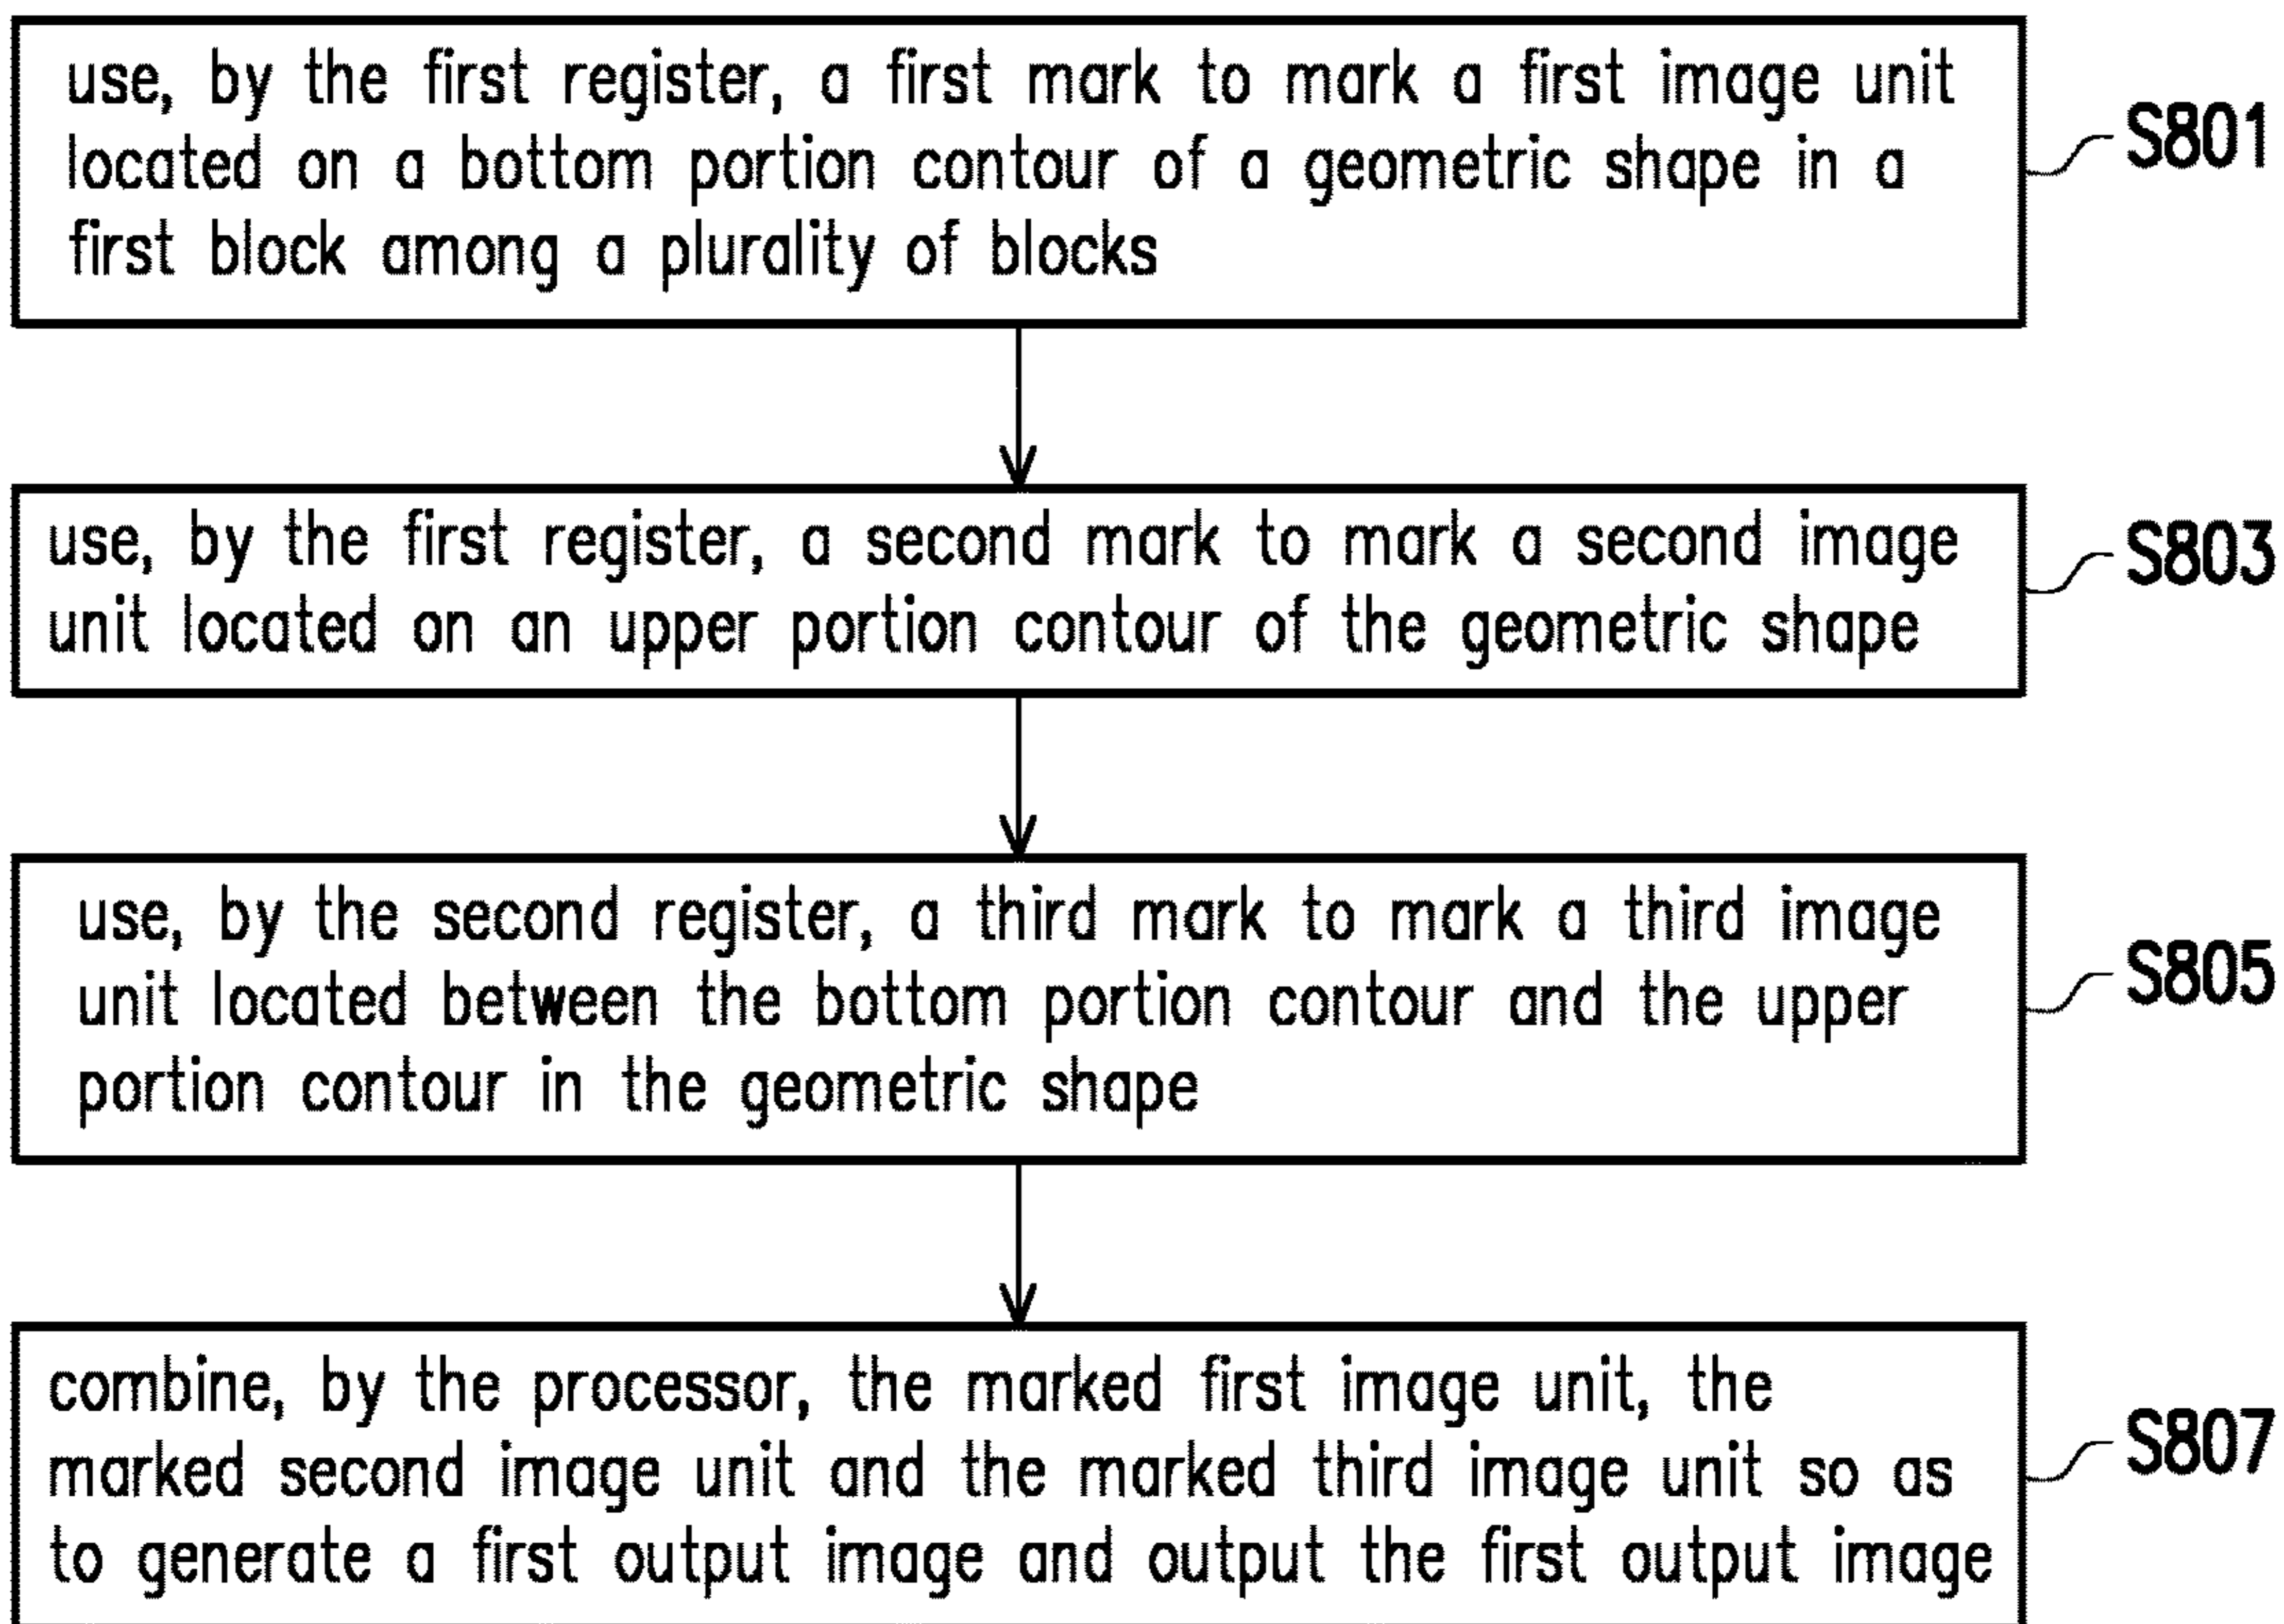 use, by the first register, a first mark to mark a first image unit
located on a bottom portion contour of a geometric shape in a
first block among a plurality of blocks
S801
use, by the first register, a second mark to mark a second image
unit located on an upper portion contour of the geometric shape
S803
use, by the second register, a third mark to mark a third image
unit located between the bottom portion contour and the upper
portion contour in the geometric shape
S805
combine, by the processor, the marked first image unit, the
marked second image unit and the marked third image unit so as
to generate a first output image and output the first output image
S807